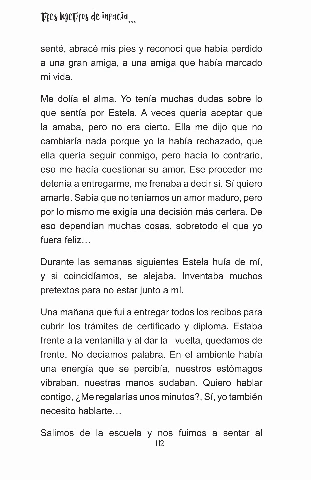 Tres lagetipos de infancia...
senté, abracé mis pies y reconocí que había perdido
a una gran amiga, a una amiga que había marcado
mi vida.
Me dolía el alma. Yo tenía muchas dudas sobre lo
que sentía por Estela. A veces quería aceptar que
la amaba, pero no era cierto. Ella me dijo que no
cambiaría nada porque yo la había rechazado, que
ella quería seguir conmigo, pero hacía lo contrario,
eso me hacía cuestionar su amor. Ese proceder me
detenía a entregarme, me frenaba a decir sí. Sí quiero
amarte. Sabía que no teníamos un amor maduro, pero
por lo mismo me exigía una decisión más certera. De
eso dependían muchas cosas, sobretodo el que yo
fuera feliz…
Durante las semanas siguientes Estela huía de mí,
y si coincidíamos, se alejaba. Inventaba muchos
pretextos para no estar junto a mí.
Una mañana que fui a entregar todos los recibos para
cubrir los trámites de certificado y diploma. Estaba
frente a la ventanilla y al dar la vuelta, quedamos de
frente. No decíamos palabra. En el ambiente había
una energía que se percibía, nuestros estómagos
vibraban, nuestras manos sudaban. Quiero hablar
contigo, ¿Me regalarías unos minutos?. Sí, yo también
necesito hablarte…
Salimos de la escuela y nos fuimos a sentar al
112